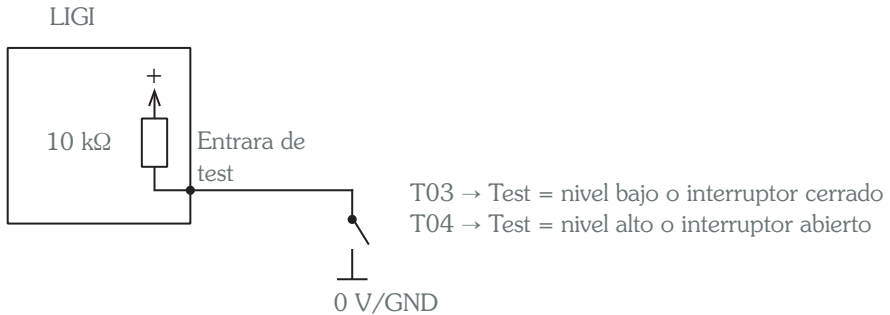 LIGI
+
10 kΩ
Entrara de
test
T03 → Test = nivel bajo o interruptor cerrado
T04 → Test = nivel alto o interruptor abierto
0 V/GND